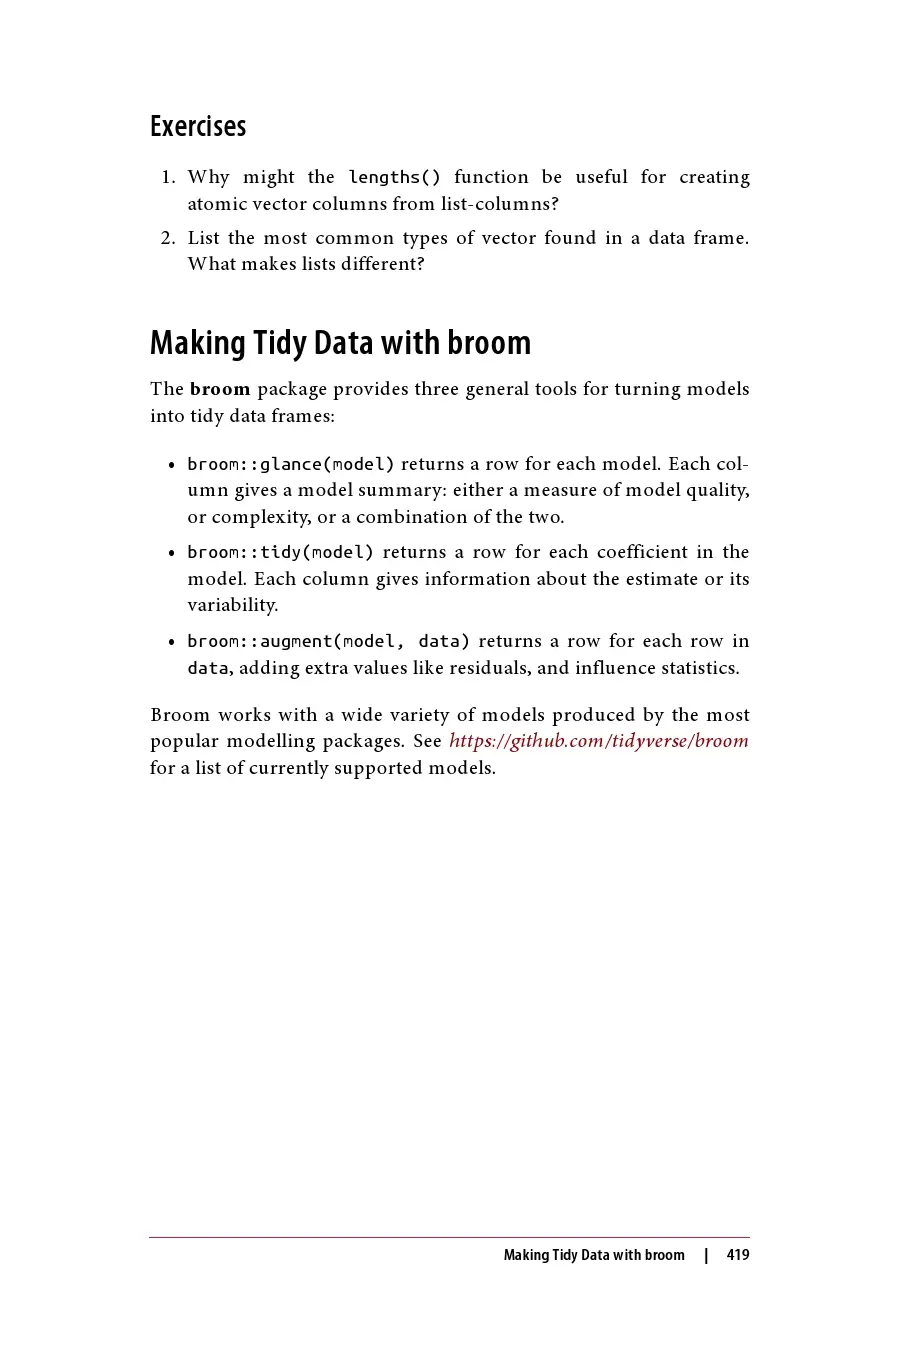 Exercises
1. Why might the lengths() function be useful for creating
atomic vector columns from list-columns?
2. List the most common types of vector found in a data frame.
What makes lists different?
Making Tidy Data with broom
The broom package provides three general tools for turning models
into tidy data frames:
• broom::glance(model) returns a row for each model. Each col-
umn gives a model summary: either a measure of model quality,
or complexity, or a combination of the two.
• broom::tidy(model) returns a row for each coefficient in the
model. Each column gives information about the estimate or its
variability.
• broom::augment(model, data) returns a row for each row in
data, adding extra values like residuals, and influence statistics.
Broom works with a wide variety of models produced by the most
popular modelling packages. See https://github.com/tidyverse/broom
for a list of currently supported models.
Making Tidy Data with broom | 419